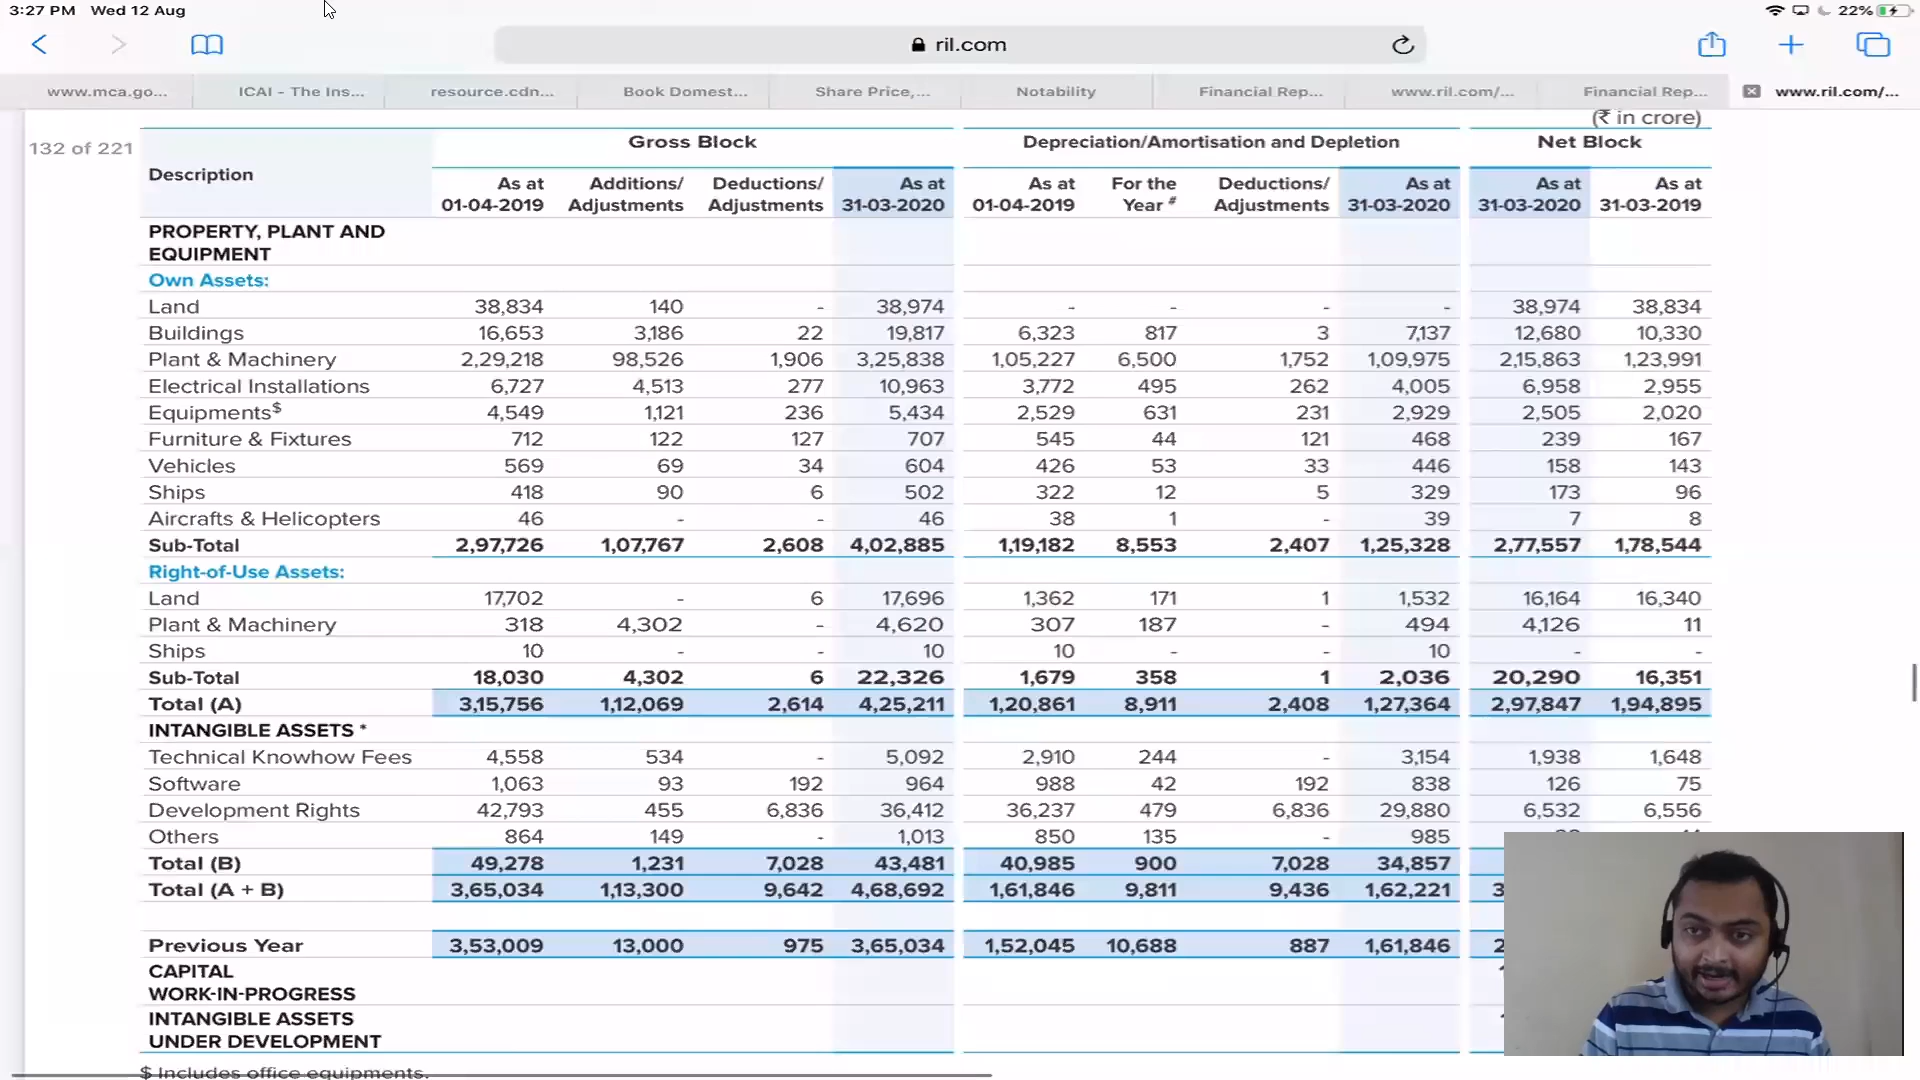 3:27 PM Wed 12 Aug 22%
ril.com
www.mca.go... ICAI - The Ins... resource.cdn... Book Domest... Share Price,... Notability Financial Rep... www.ril.com/... Financial Rep... www.ril.com/...
(₹ in crore)
132 of 221
Description Gross Block Depreciation/Amortisation and Depletion Net Block
As at 01-04-2019 Additions/ Adjustments Deductions/ Adjustments As at 31-03-2020 As at 01-04-2019 For the Year # Deductions/ Adjustments As at 31-03-2020 As at 31-03-2020 As at 31-03-2019
PROPERTY, PLANT AND
EQUIPMENT
Own Assets:
Land 38,834 140 - 38,974 - - - - 38,974 38,834
Buildings 16,653 3,186 22 19,817 6,323 817 3 7,137 12,680 10,330
Plant & Machinery 2,29,218 98,526 1,906 3,25,838 1,05,227 6,500 1,752 1,09,975 2,15,863 1,23,991
Electrical Installations 6,727 4,513 277 10,963 3,772 495 262 4,005 6,958 2,955
Equipments$ 4,549 1,121 236 5,434 2,529 631 231 2,929 2,505 2,020
Furniture & Fixtures 712 122 127 707 545 44 121 468 239 167
Vehicles 569 69 34 604 426 53 33 446 158 143
Ships 418 90 6 502 322 12 5 329 173 96
Aircrafts & Helicopters 46 - - 46 38 1 - 39 7 8
Sub-Total 2,97,726 1,07,767 2,608 4,02,885 1,19,182 8,553 2,407 1,25,328 2,77,557 1,78,544
Right-of-Use Assets:
Land 17,702 - 6 17,696 1,362 171 1 1,532 16,164 16,340
Plant & Machinery 318 4,302 - 4,620 307 187 - 494 4,126 11
Ships 10 - - 10 10 - - 10 - -
Sub-Total 18,030 4,302 6 22,326 1,679 358 1 2,036 20,290 16,351
Total (A) 3,15,756 1,12,069 2,614 4,25,211 1,20,861 8,911 2,408 1,27,364 2,97,847 1,94,895
INTANGIBLE ASSETS *
Technical Knowhow Fees 4,558 534 - 5,092 2,910 244 - 3,154 1,938 1,648
Software 1,063 93 192 964 988 42 192 838 126 75
Development Rights 42,793 455 6,836 36,412 36,237 479 6,836 29,880 6,532 6,556
Others 864 149 - 1,013 850 135 - 985
Total (B) 49,278 1,231 7,028 43,481 40,985 900 7,028 34,857
Total (A + B) 3,65,034 1,13,300 9,642 4,68,692 1,61,846 9,811 9,436 1,62,221
Previous Year 3,53,009 13,000 975 3,65,034 1,52,045 10,688 887 1,61,846
CAPITAL
WORK-IN-PROGRESS
INTANGIBLE ASSETS
UNDER DEVELOPMENT
$ Includes office equipments.